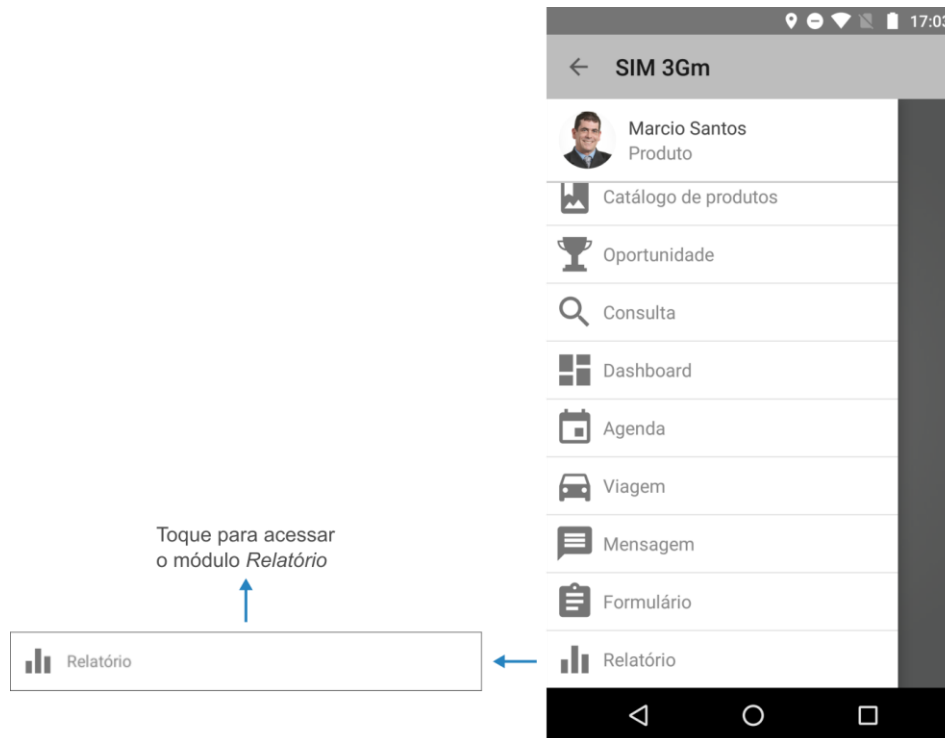 17:03
SIM 3Gm
Marcio Santos
Produto
Catálogo de produtos
Oportunidade
Consulta
Dashboard
Agenda
Viagem
Mensagem
Formulário
Relatório
Toque para acessar
o módulo Relatório
Relatório